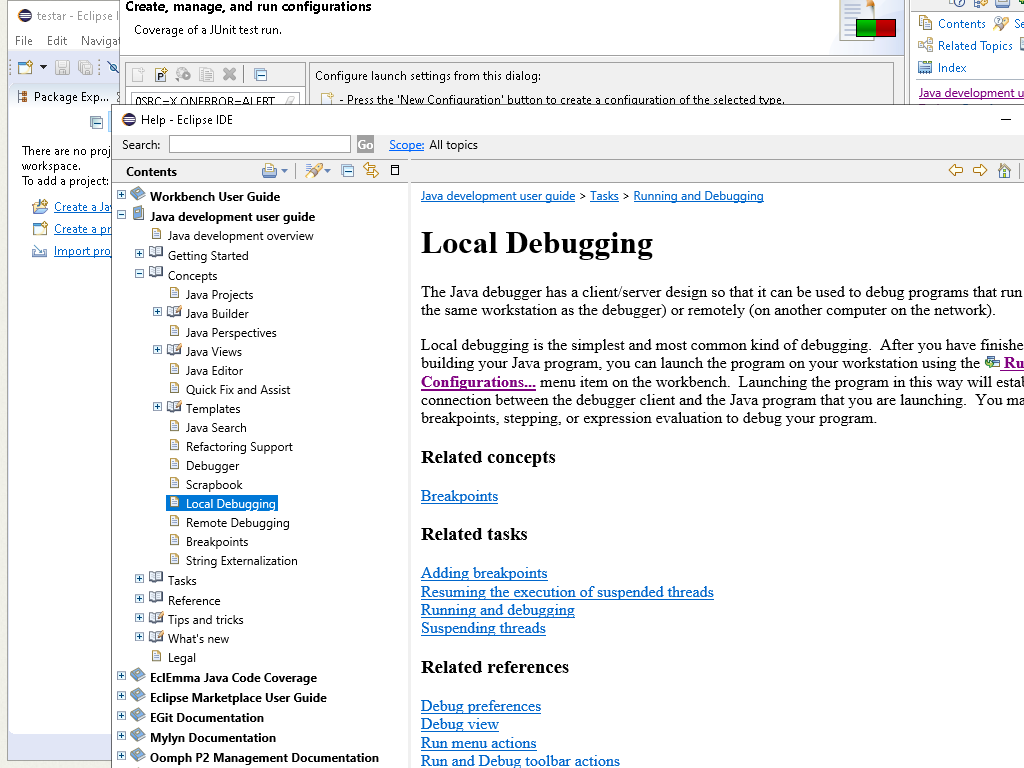 testar - Eclipse I
File Edit Navigat
Package Exp...
There are no proj
workspace.
To add a project:
Create a Ja
Create a pr
Import proj
Create, manage, and run configurations
Coverage of a JUnit test run.
Configure launch settings from this dialog:
- Press the 'New Configuration' button to create a configuration of the selected type.
Contents Se
Related Topics
Index
Java development u
Help - Eclipse IDE
Search: Go Scope: All topics
Contents
Workbench User Guide
Java development user guide
Java development overview
Getting Started
Concepts
Java Projects
Java Builder
Java Perspectives
Java Views
Java Editor
Quick Fix and Assist
Templates
Java Search
Refactoring Support
Debugger
Scrapbook
Local Debugging
Remote Debugging
Breakpoints
String Externalization
Tasks
Reference
Tips and tricks
What's new
Legal
EclEmma Java Code Coverage
Eclipse Marketplace User Guide
EGit Documentation
Mylyn Documentation
Oomph P2 Management Documentation
Java development user guide > Tasks > Running and Debugging
Local Debugging
The Java debugger has a client/server design so that it can be used to debug programs that run
the same workstation as the debugger) or remotely (on another computer on the network).
Local debugging is the simplest and most common kind of debugging. After you have finishe
building your Java program, you can launch the program on your workstation using the Ru
Configurations... menu item on the workbench. Launching the program in this way will estab
connection between the debugger client and the Java program that you are launching. You ma
breakpoints, stepping, or expression evaluation to debug your program.
Related concepts
Breakpoints
Related tasks
Adding breakpoints
Resuming the execution of suspended threads
Running and debugging
Suspending threads
Related references
Debug preferences
Debug view
Run menu actions
Run and Debug toolbar actions